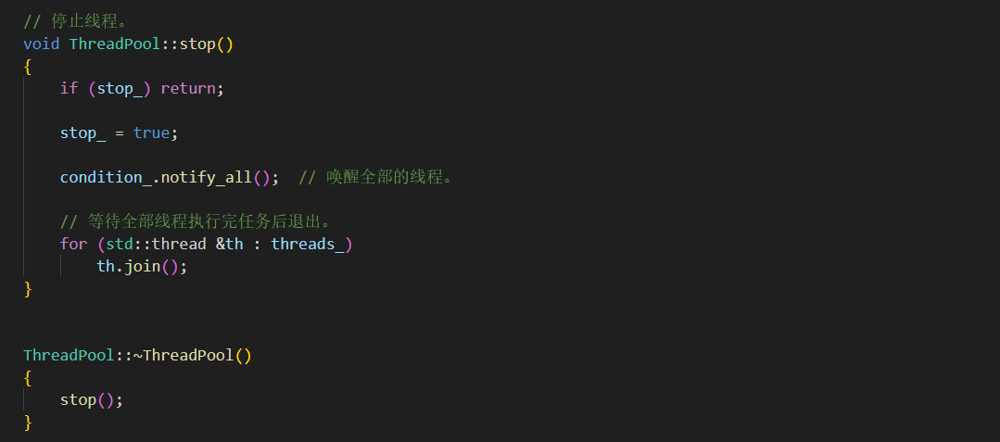 // 停止线程。
void ThreadPool::stop()
{
    if (stop_) return;
    stop_ = true;
    condition_.notify_all();  // 唤醒全部的线程。
    // 等待全部线程执行完任务后退出。
    for (std::thread &th : threads_)
        th.join();
}
ThreadPool::~ThreadPool()
{
    stop();
}